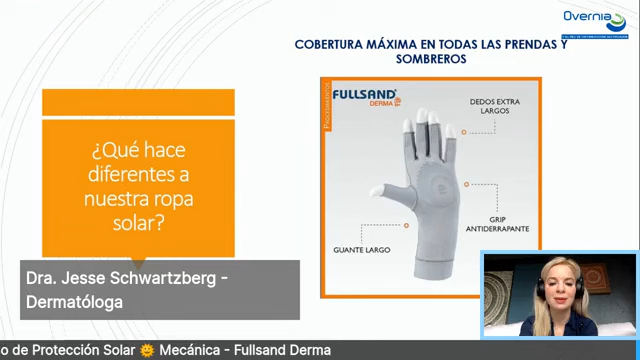 Overnia
COBERTURA MÁXIMA EN TODAS LAS PRENDAS Y
SOMBREROS
PROCEDIMIENTOS
FULLSAND
DERMA
DEDOS EXTRA
LARGOS
¿Qué hace
diferentes a
nuestra ropa
solar?
GRIP
ANTIDERRAPANTE
GUANTE LARGO
Dra. Jesse Schwartzberg -
Dermatóloga
o de Protección Solar 🌞 Mecánica - Fullsand Derma